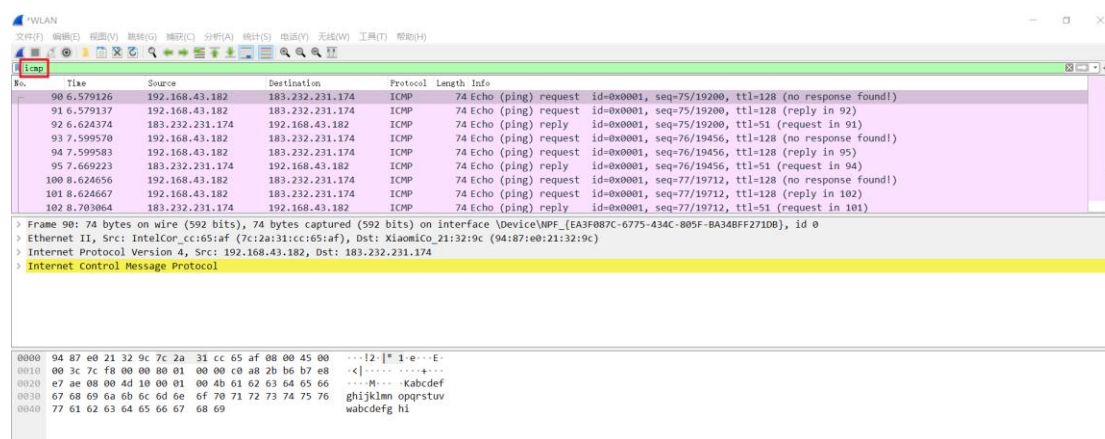 *WLAN
文件(F) 编辑(E) 视图(V) 跳转(G) 捕获(C) 分析(A) 统计(S) 电话(Y) 无线(W) 工具(T) 帮助(H)
icmp
No. Time Source Destination Protocol Length Info
90 6.579126 192.168.43.182 183.232.231.174 ICMP 74 Echo (ping) request id=0x0001, seq=75/19200, ttl=128 (no response found!)
91 6.579137 192.168.43.182 183.232.231.174 ICMP 74 Echo (ping) request id=0x0001, seq=75/19200, ttl=128 (reply in 92)
92 6.624374 183.232.231.174 192.168.43.182 ICMP 74 Echo (ping) reply id=0x0001, seq=75/19200, ttl=51 (request in 91)
93 7.599570 192.168.43.182 183.232.231.174 ICMP 74 Echo (ping) request id=0x0001, seq=76/19456, ttl=128 (no response found!)
94 7.599583 192.168.43.182 183.232.231.174 ICMP 74 Echo (ping) request id=0x0001, seq=76/19456, ttl=128 (reply in 95)
95 7.669223 183.232.231.174 192.168.43.182 ICMP 74 Echo (ping) reply id=0x0001, seq=76/19456, ttl=51 (request in 94)
100 8.624656 192.168.43.182 183.232.231.174 ICMP 74 Echo (ping) request id=0x0001, seq=77/19712, ttl=128 (no response found!)
101 8.624667 192.168.43.182 183.232.231.174 ICMP 74 Echo (ping) request id=0x0001, seq=77/19712, ttl=128 (reply in 102)
102 8.703064 183.232.231.174 192.168.43.182 ICMP 74 Echo (ping) reply id=0x0001, seq=77/19712, ttl=51 (request in 101)
> Frame 90: 74 bytes on wire (592 bits), 74 bytes captured (592 bits) on interface \Device\NPF_{EA3F087C-6775-434C-805F-BA34BFF271DB}, id 0
> Ethernet II, Src: IntelCor_cc:65:af (7c:2a:31:cc:65:af), Dst: XiaomiCo_21:32:9c (94:87:e0:21:32:9c)
> Internet Protocol Version 4, Src: 192.168.43.182, Dst: 183.232.231.174
> Internet Control Message Protocol
0000 94 87 e0 21 32 9c 7c 2a 31 cc 65 af 08 00 45 00 ···!2·|* 1·e···E·
0010 00 3c 7c f8 00 00 80 01 00 00 c0 a8 2b b6 b7 e8 ·<|····· ····+···
0020 e7 ae 08 00 4d 10 00 01 00 4b 61 62 63 64 65 66 ····M··· ·Kabcdef
0030 67 68 69 6a 6b 6c 6d 6e 6f 70 71 72 73 74 75 76 ghijklmn opqrstuv
0040 77 61 62 63 64 65 66 67 68 69 wabcdefg hi